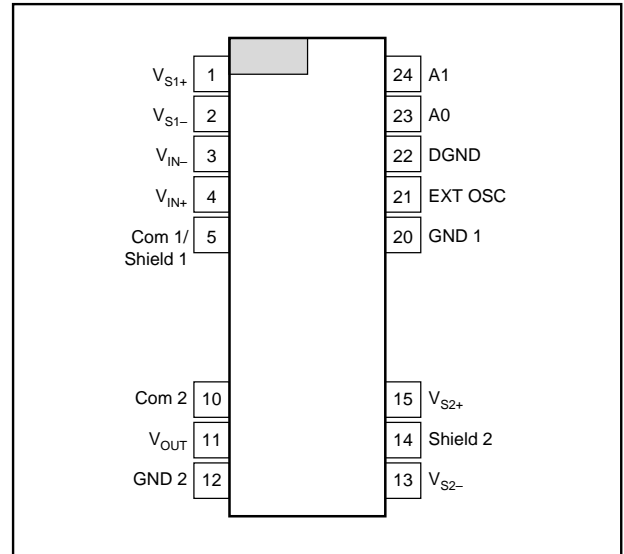 V_S1+ 1 24 A1
V_S1– 2 23 A0
V_IN– 3 22 DGND
V_IN+ 4 21 EXT OSC
Com 1/ 5 20 GND 1
Shield 1
Com 2 10 15 V_S2+
V_OUT 11 14 Shield 2
GND 2 12 13 V_S2–